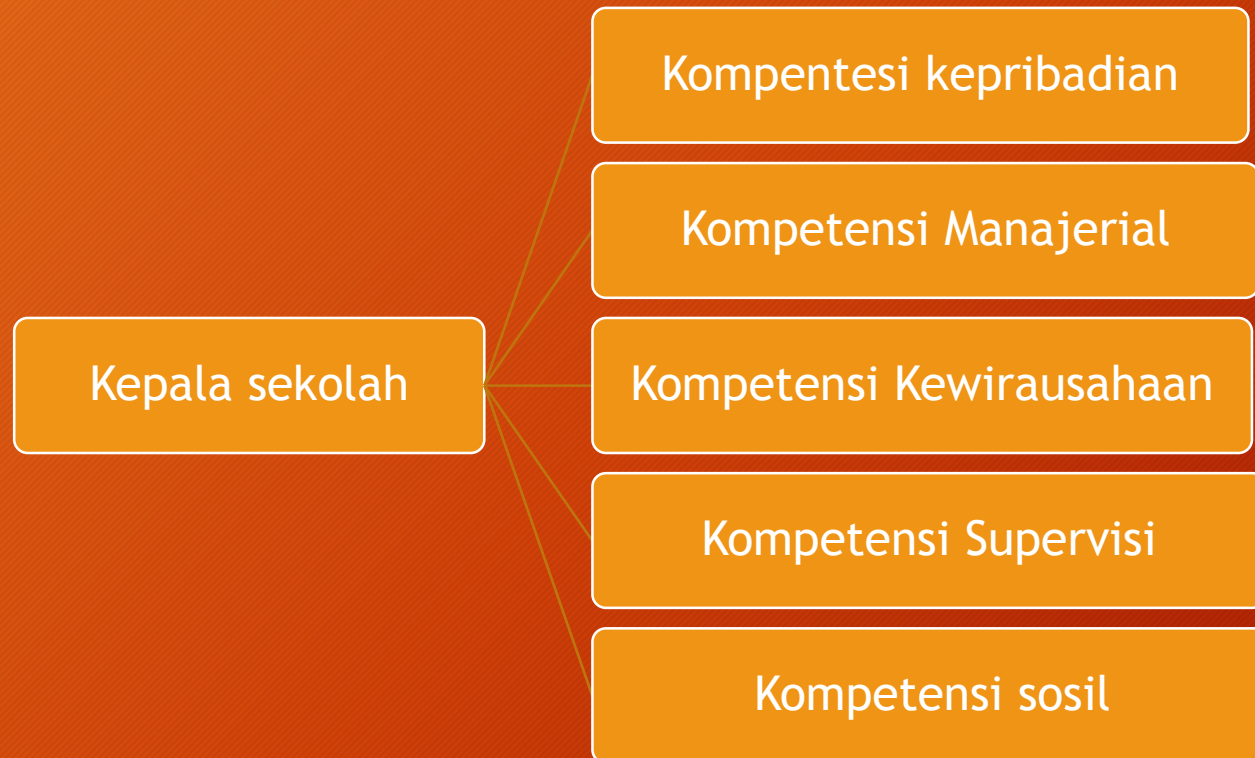 Kompentesi kepribadian
Kompetensi Manajerial
Kepala sekolah
Kompetensi Kewirausahaan
Kompetensi Supervisi
Kompetensi sosil